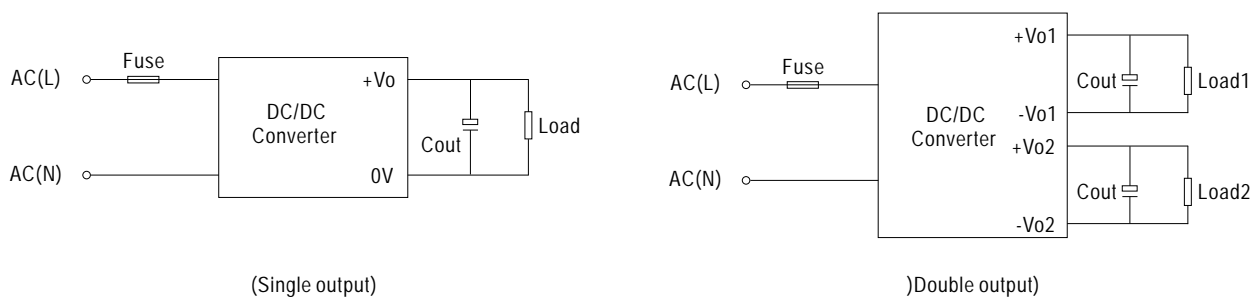 AC(L)
Fuse
+Vo
DC/DC
Converter
Cout
Load
AC(N)
0V
(Single output)
AC(L)
Fuse
+Vo1
Cout
Load1
-Vo1
DC/DC
Converter
+Vo2
AC(N)
Cout
Load2
-Vo2
)Double output)